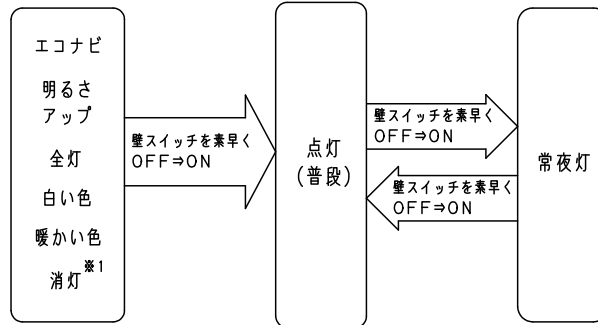 エコナビ
明るさ
アップ
全灯
白い色
暖かい色
消灯※1
壁スイッチを素早く
OFF⇒ON
点灯
(普段)
壁スイッチを素早く
OFF⇒ON
壁スイッチを素早く
OFF⇒ON
常夜灯